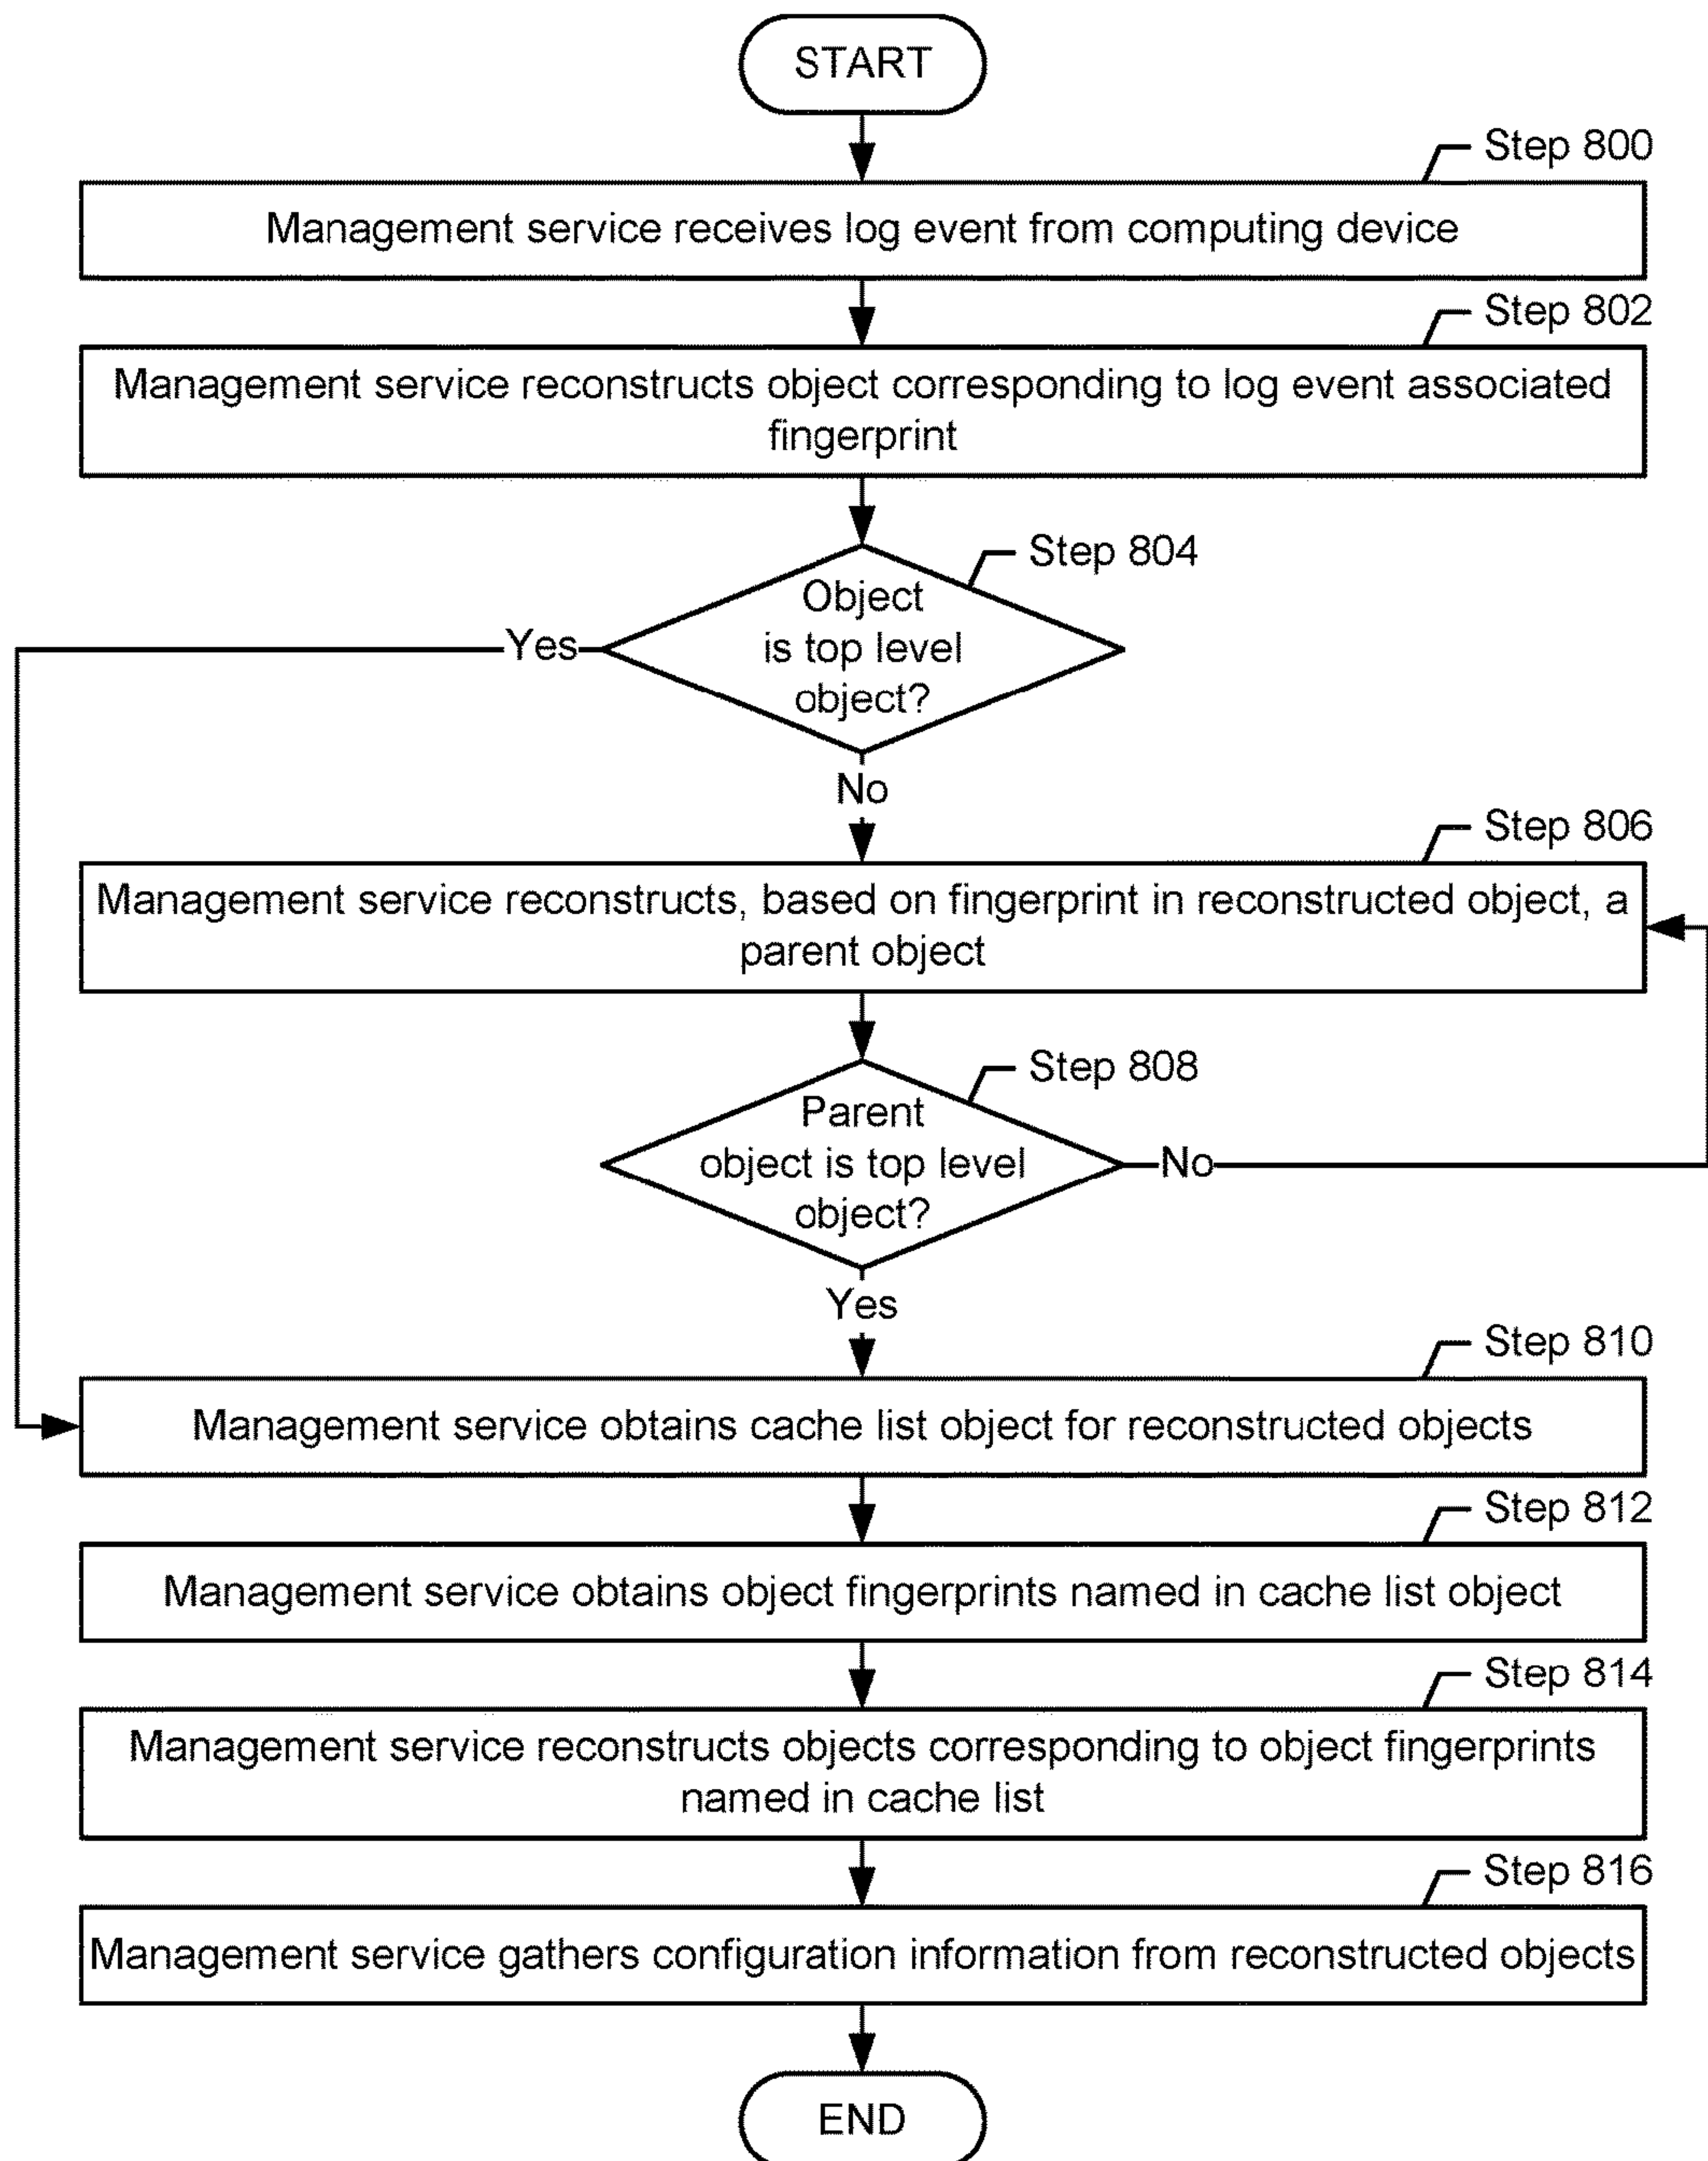 START
Step 800
Management service receives log event from computing device
Step 802
Management service reconstructs object corresponding to log event associated
fingerprint
Step 804
Object
is top level
object?
Yes
No
Step 806
Management service reconstructs, based on fingerprint in reconstructed object, a
parent object
Step 808
Parent
object is top level
object?
No
Yes
Step 810
Management service obtains cache list object for reconstructed objects
Step 812
Management service obtains object fingerprints named in cache list object
Step 814
Management service reconstructs objects corresponding to object fingerprints
named in cache list
Step 816
Management service gathers configuration information from reconstructed objects
END